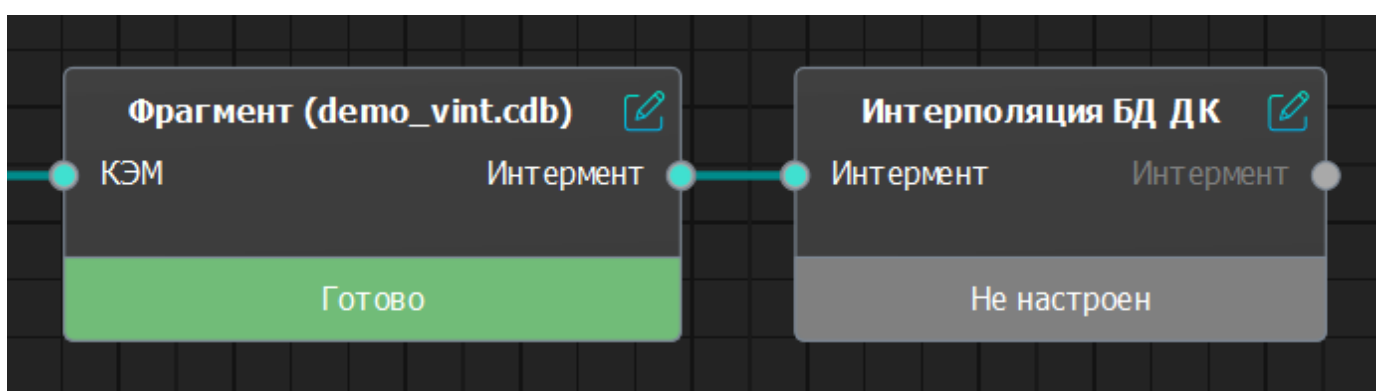 Фрагмент (demo_vint.cdb)
КЭМ
Интермент
Готово
Интерполяция БД ДК
Интермент
Интермент
Не настроен